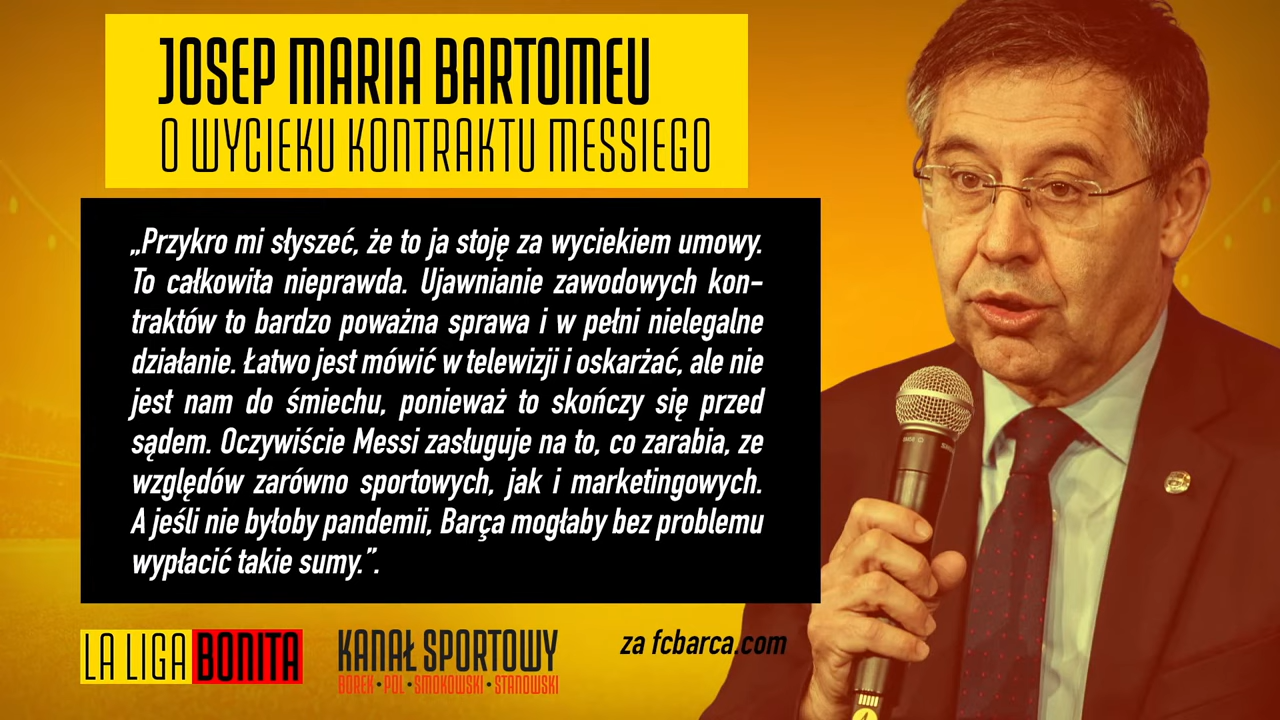 JOSEP MARIA BARTOMEU
O WYCIEKU KONTRAKTU MESSIEGO
„Przykro mi słyszeć, że to ja stoję za wyciekiem umowy.
To całkowita nieprawda. Ujawnianie zawodowych kon-
traktów to bardzo poważna sprawa i w pełni nielegalne
działanie. Łatwo jest mówić w telewizji i oskarżać, ale nie
jest nam do śmiechu, ponieważ to skończy się przed
sądem. Oczywiście Messi zasługuje na to, co zarabia, ze
względów zarówno sportowych, jak i marketingowych.
A jeśli nie byłoby pandemii, Barça mogłaby bez problemu
wypłacić takie sumy.”.
LA LIGA BONITA
KANAŁ SPORTOWY
BOREK • POL • SMOKOWSKI • STANOWSKI
za fcbarca.com